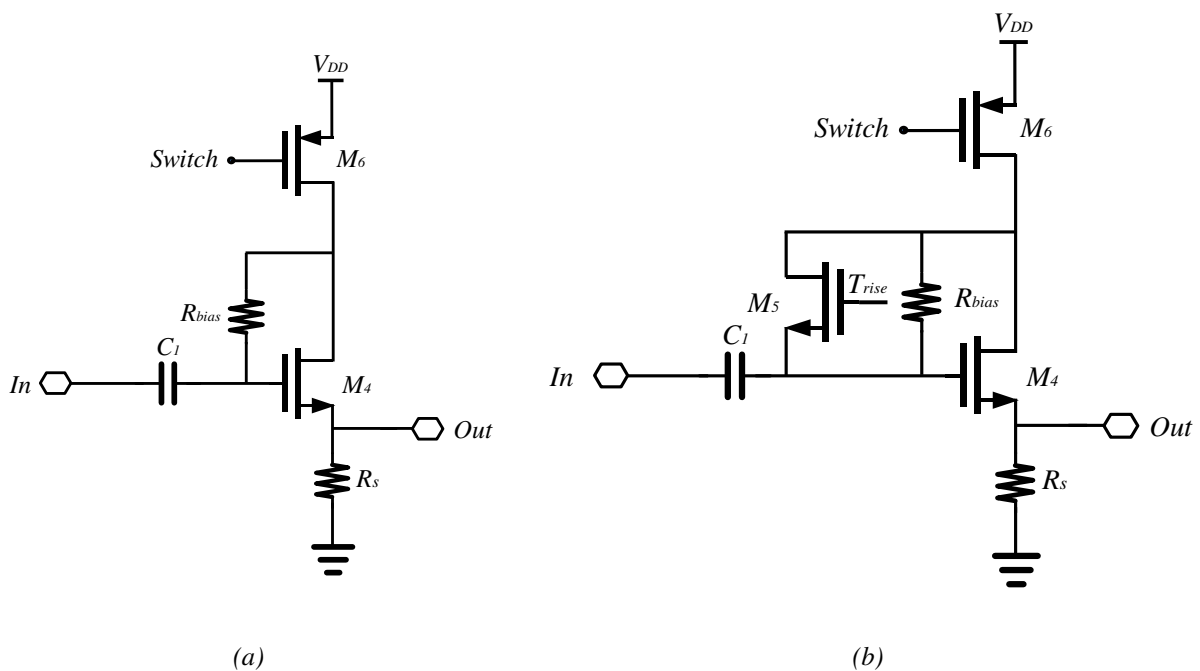 VDD
Switch
M6
Rbias
C1
In
M4
Out
Rs
(a)
VDD
Switch
M6
Trise
M5
Rbias
C1
In
M4
Out
Rs
(b)